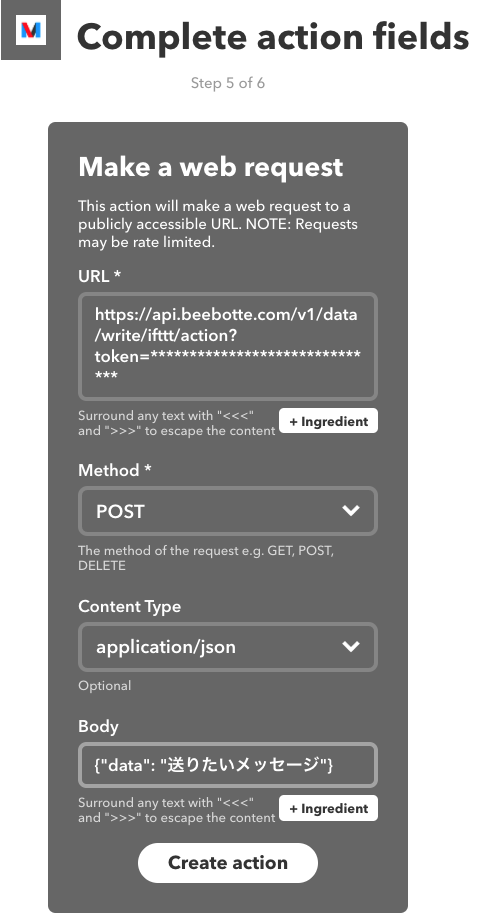 Complete action fields
Step 5 of 6
Make a web request
This action will make a web request to a
publicly accessible URL. NOTE: Requests
may be rate limited.
URL *
https://api.beebotte.com/v1/data
/write/ifttt/action?
token=****************************
***
Surround any text with "<<<"
and ">>>" to escape the content
+ Ingredient
Method *
POST
The method of the request e.g. GET, POST,
DELETE
Content Type
application/json
Optional
Body
{"data": "送りたいメッセージ"}
Surround any text with "<<<"
and ">>>" to escape the content
+ Ingredient
Create action